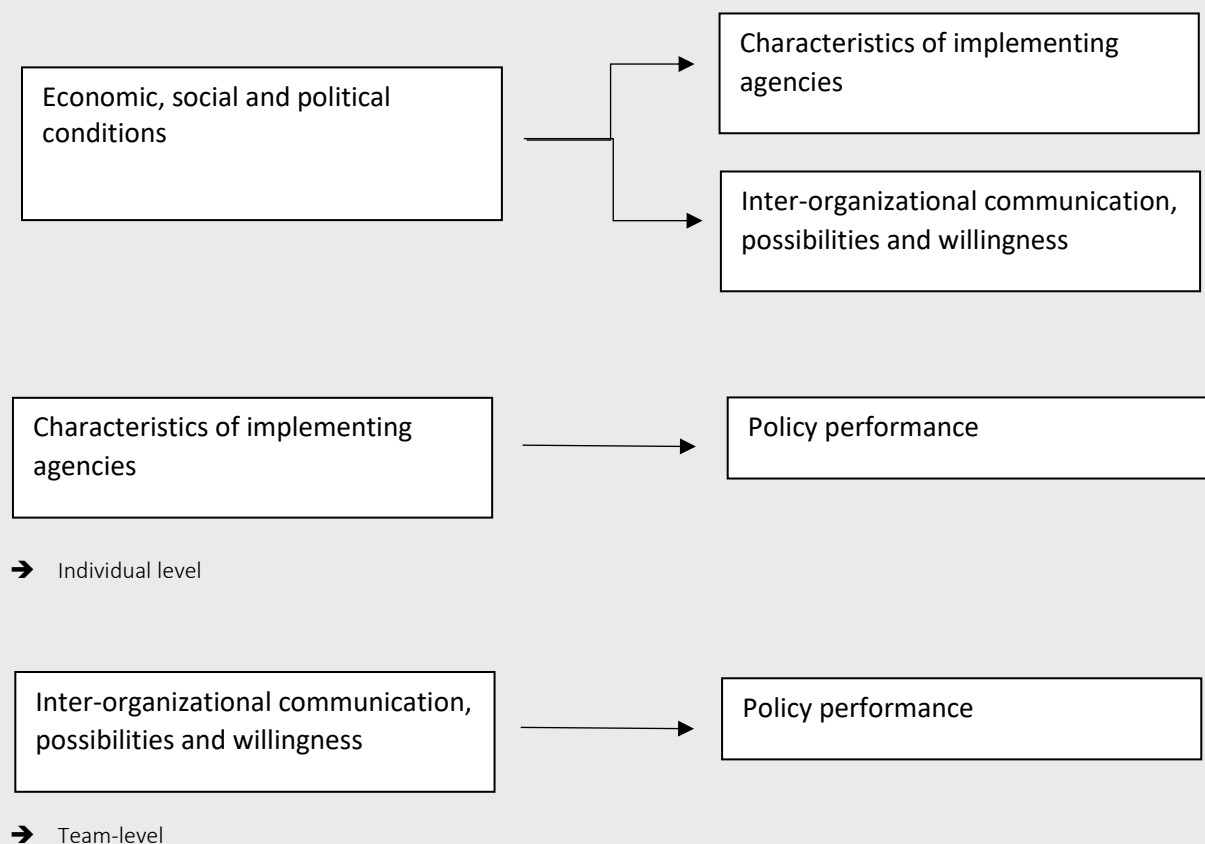 Economic, social and political
conditions
Characteristics of implementing
agencies
Inter-organizational communication,
possibilities and willingness
Characteristics of implementing
agencies
Policy performance
➔ Individual level
Inter-organizational communication,
possibilities and willingness
Policy performance
➔ Team-level